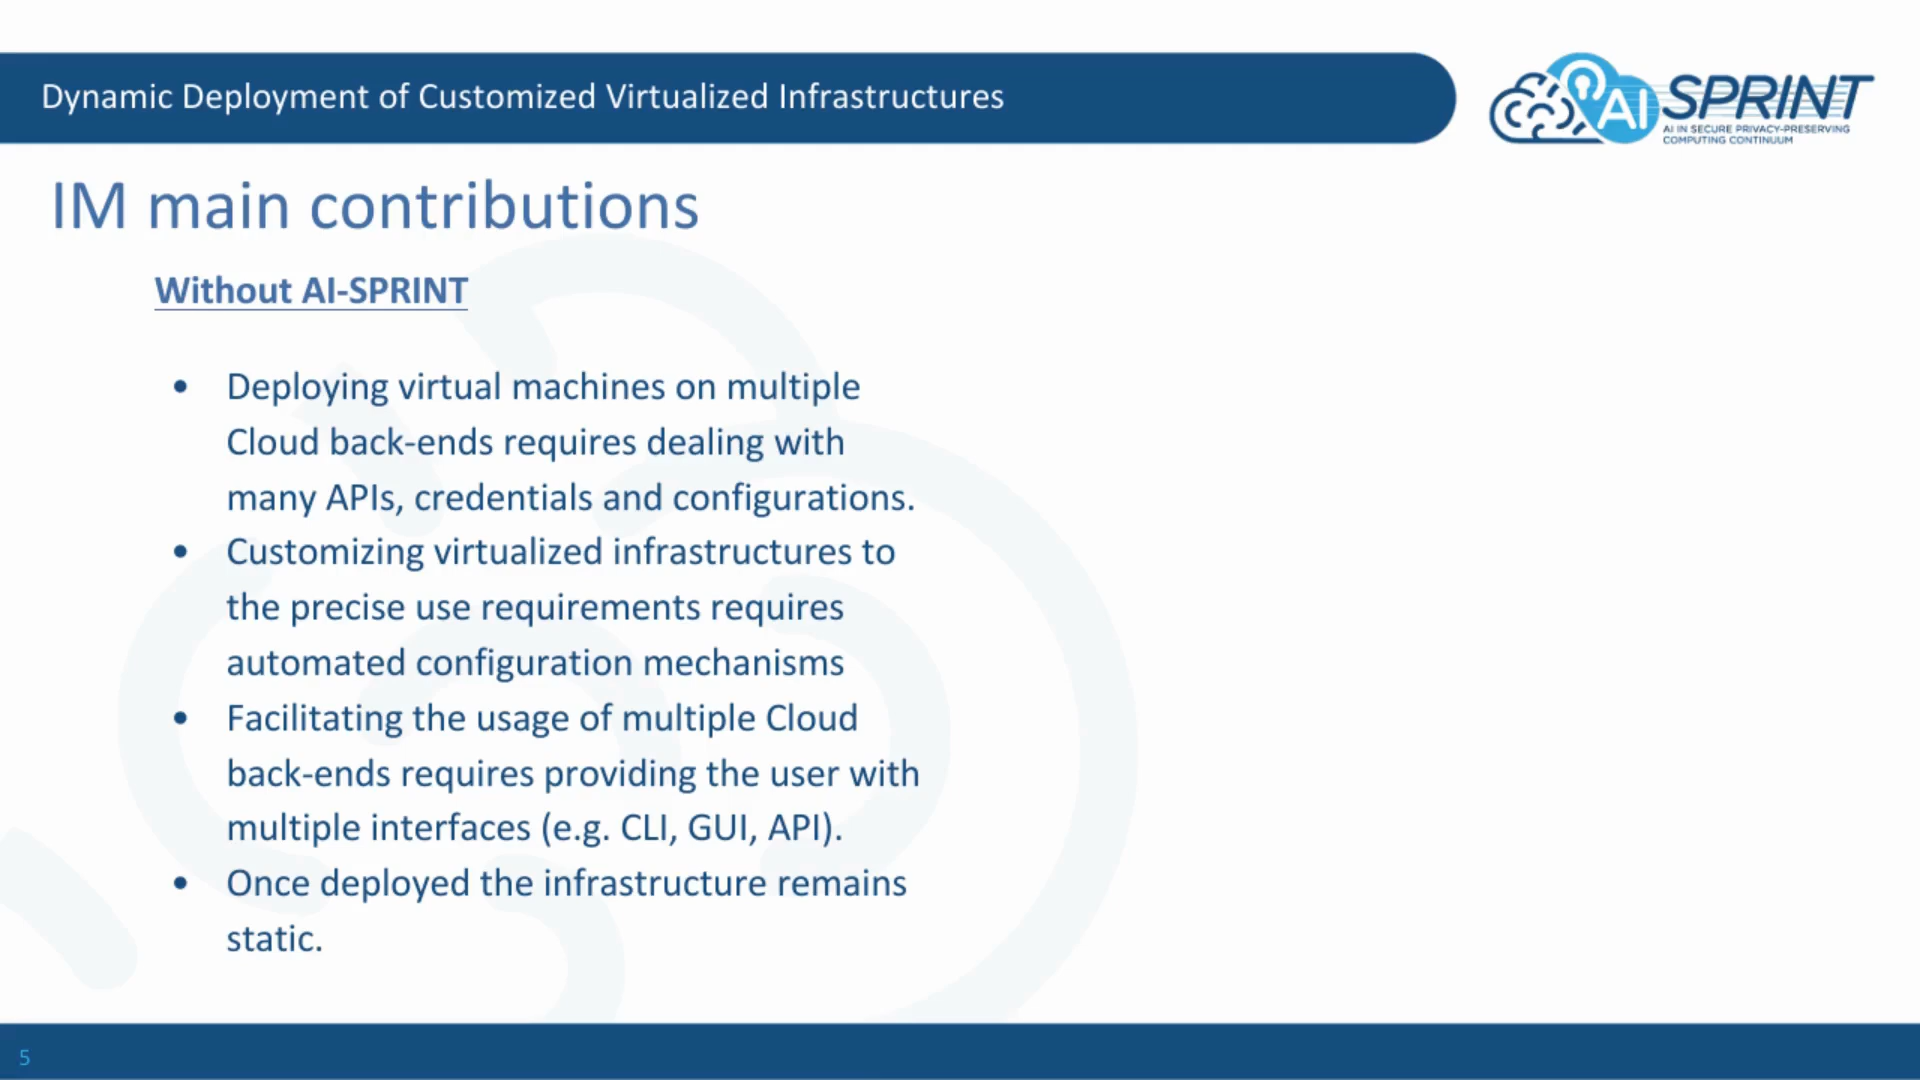 Dynamic Deployment of Customized Virtualized Infrastructures
AI SPRINT
AI IN SECURE PRIVACY-PRESERVING
COMPUTING CONTINUUM
IM main contributions
Without AI-SPRINT
• Deploying virtual machines on multiple
Cloud back-ends requires dealing with
many APIs, credentials and configurations.
• Customizing virtualized infrastructures to
the precise use requirements requires
automated configuration mechanisms
• Facilitating the usage of multiple Cloud
back-ends requires providing the user with
multiple interfaces (e.g. CLI, GUI, API).
• Once deployed the infrastructure remains
static.
5